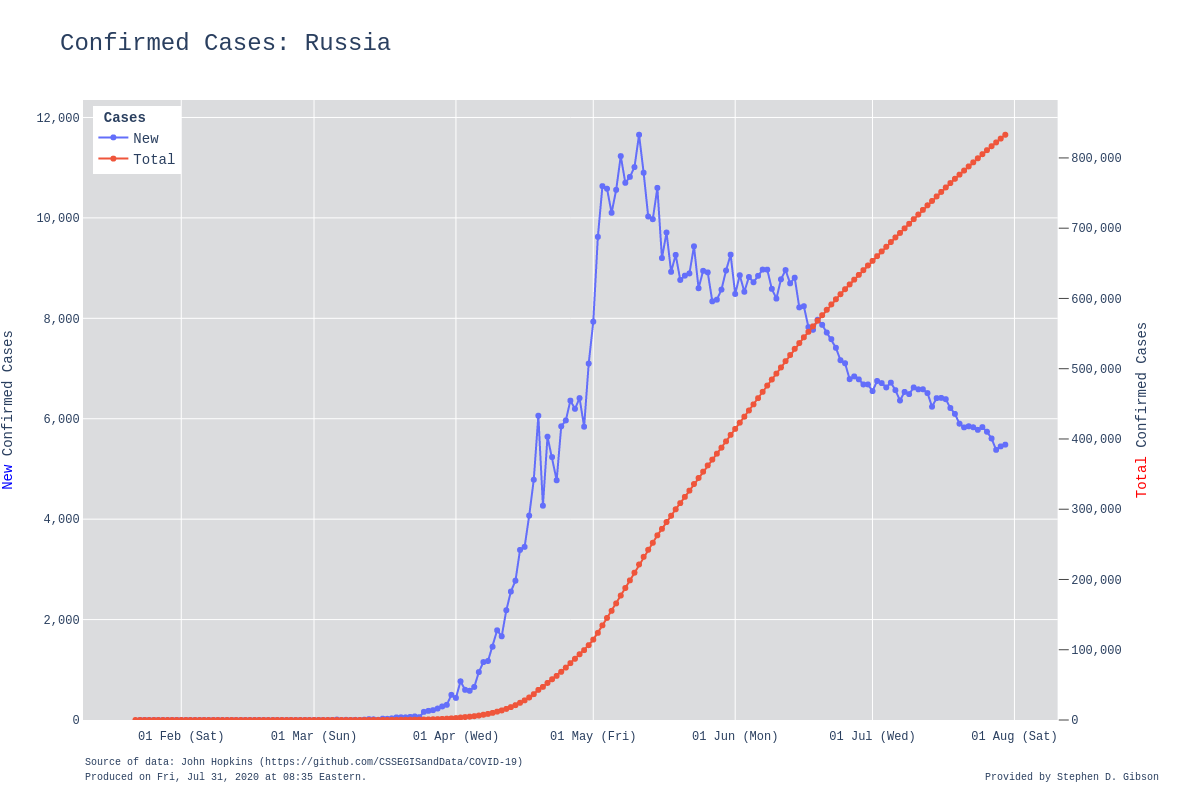 Confirmed Cases: Russia
Cases
New
Total
12,000
10,000
8,000
6,000
4,000
2,000
0
New Confirmed Cases
800,000
700,000
600,000
500,000
400,000
300,000
200,000
100,000
0
Total Confirmed Cases
01 Feb (Sat) 01 Mar (Sun) 01 Apr (Wed) 01 May (Fri) 01 Jun (Mon) 01 Jul (Wed) 01 Aug (Sat)
Source of data: John Hopkins (https://github.com/CSSEGISandData/COVID-19)
Produced on Fri, Jul 31, 2020 at 08:35 Eastern.
Provided by Stephen D. Gibson